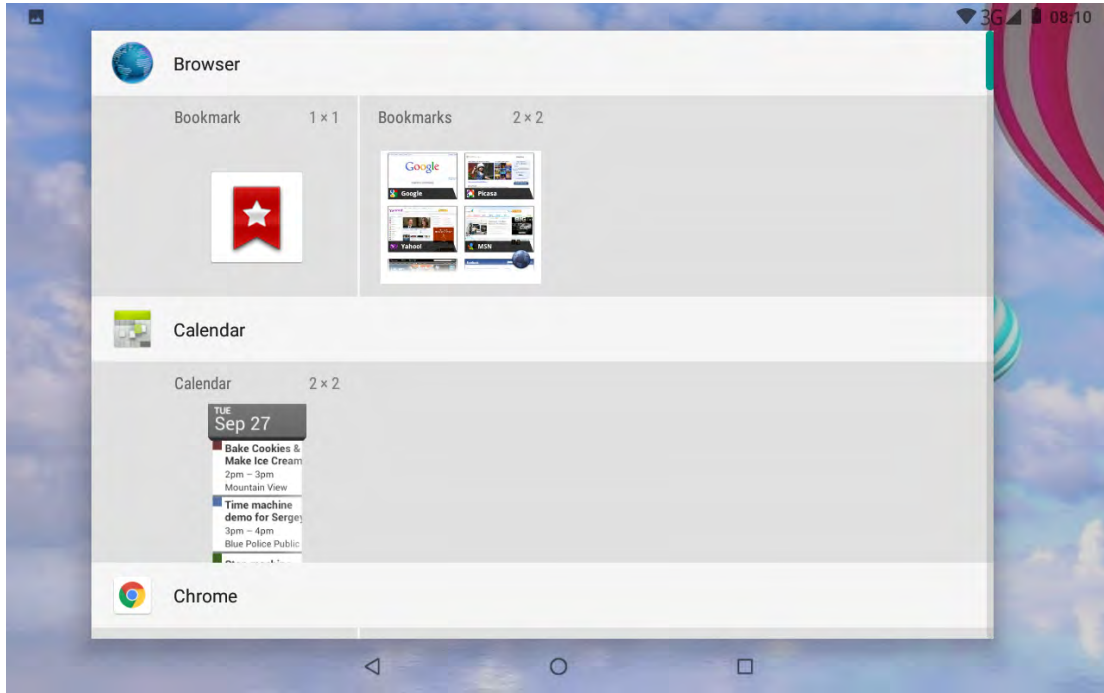 3G 08:10
Browser
Bookmark 1 × 1 Bookmarks 2 × 2
Google
Google Picasa
Yahoo! MSN
Calendar
Calendar 2 × 2
TUE
Sep 27
Bake Cookies &
Make Ice Cream
2pm – 3pm
Mountain View
Time machine
demo for Sergey
3pm – 4pm
Blue Police Public
Chrome